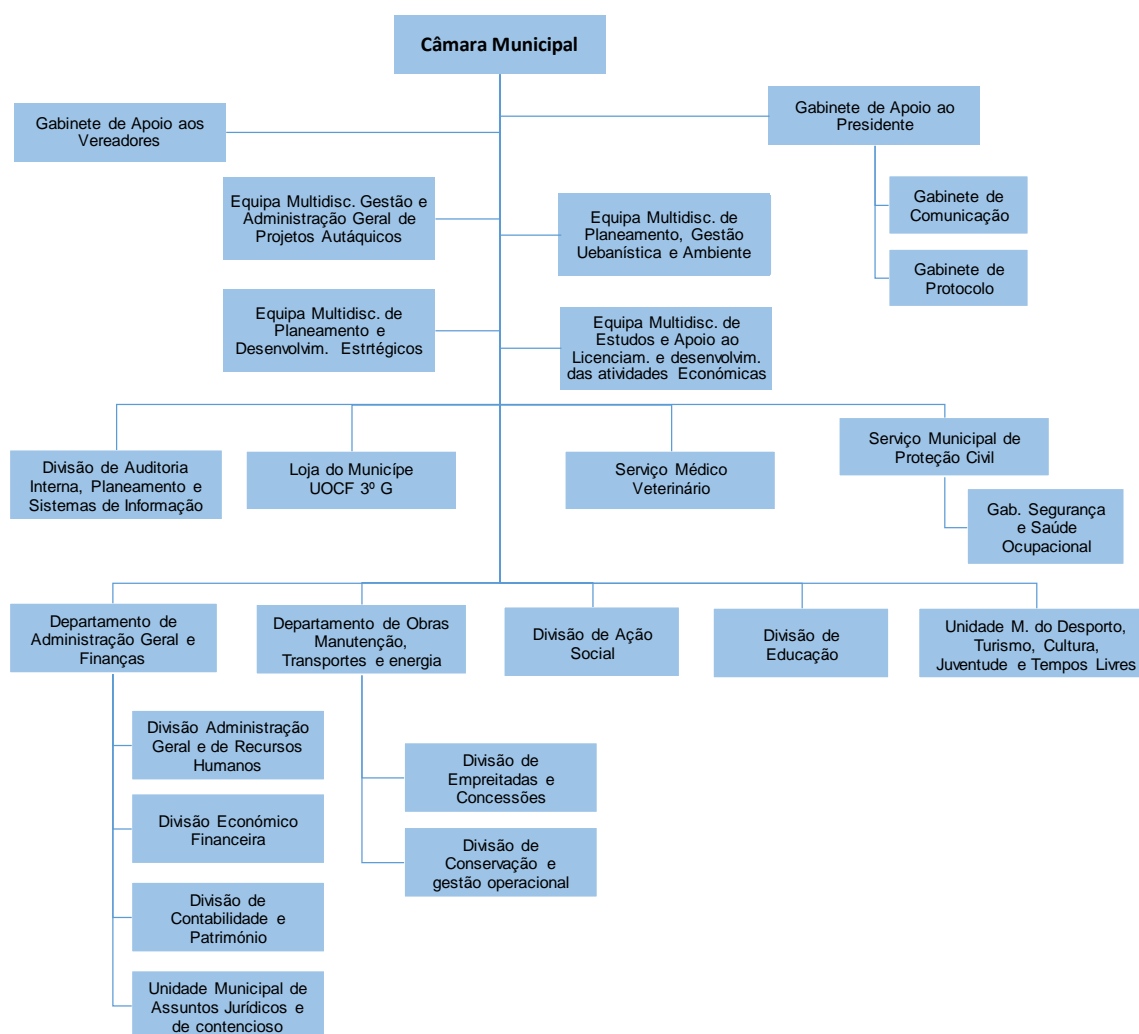 Câmara Municipal
Gabinete de Apoio aos
Vereadores
Gabinete de Apoio ao
Presidente
Gabinete de
Comunicação
Gabinete de
Protocolo
Equipa Multidisc. Gestão e
Administração Geral de
Projetos Autáquicos
Equipa Multidisc. de
Planeamento, Gestão
Uebanística e Ambiente
Equipa Multidisc. de
Planeamento e
Desenvolvim. Estrtégicos
Equipa Multidisc. de
Estudos e Apoio ao
Licenciam. e desenvolvim.
das atividades Económicas
Divisão de Auditoria
Interna, Planeamento e
Sistemas de Informação
Loja do Municípe
UOCF 3º G
Serviço Médico
Veterinário
Serviço Municipal de
Proteção Civil
Gab. Segurança
e Saúde
Ocupacional
Departamento de
Administração Geral e
Finanças
Departamento de Obras
Manutenção,
Transportes e energia
Divisão de Ação
Social
Divisão de
Educação
Unidade M. do Desporto,
Turismo, Cultura,
Juventude e Tempos Livres
Divisão Administração
Geral e de Recursos
Humanos
Divisão Económico
Financeira
Divisão de
Contabilidade e
Património
Unidade Municipal de
Assuntos Jurídicos e
de contencioso
Divisão de
Empreitadas e
Concessões
Divisão de
Conservação e
gestão operacional